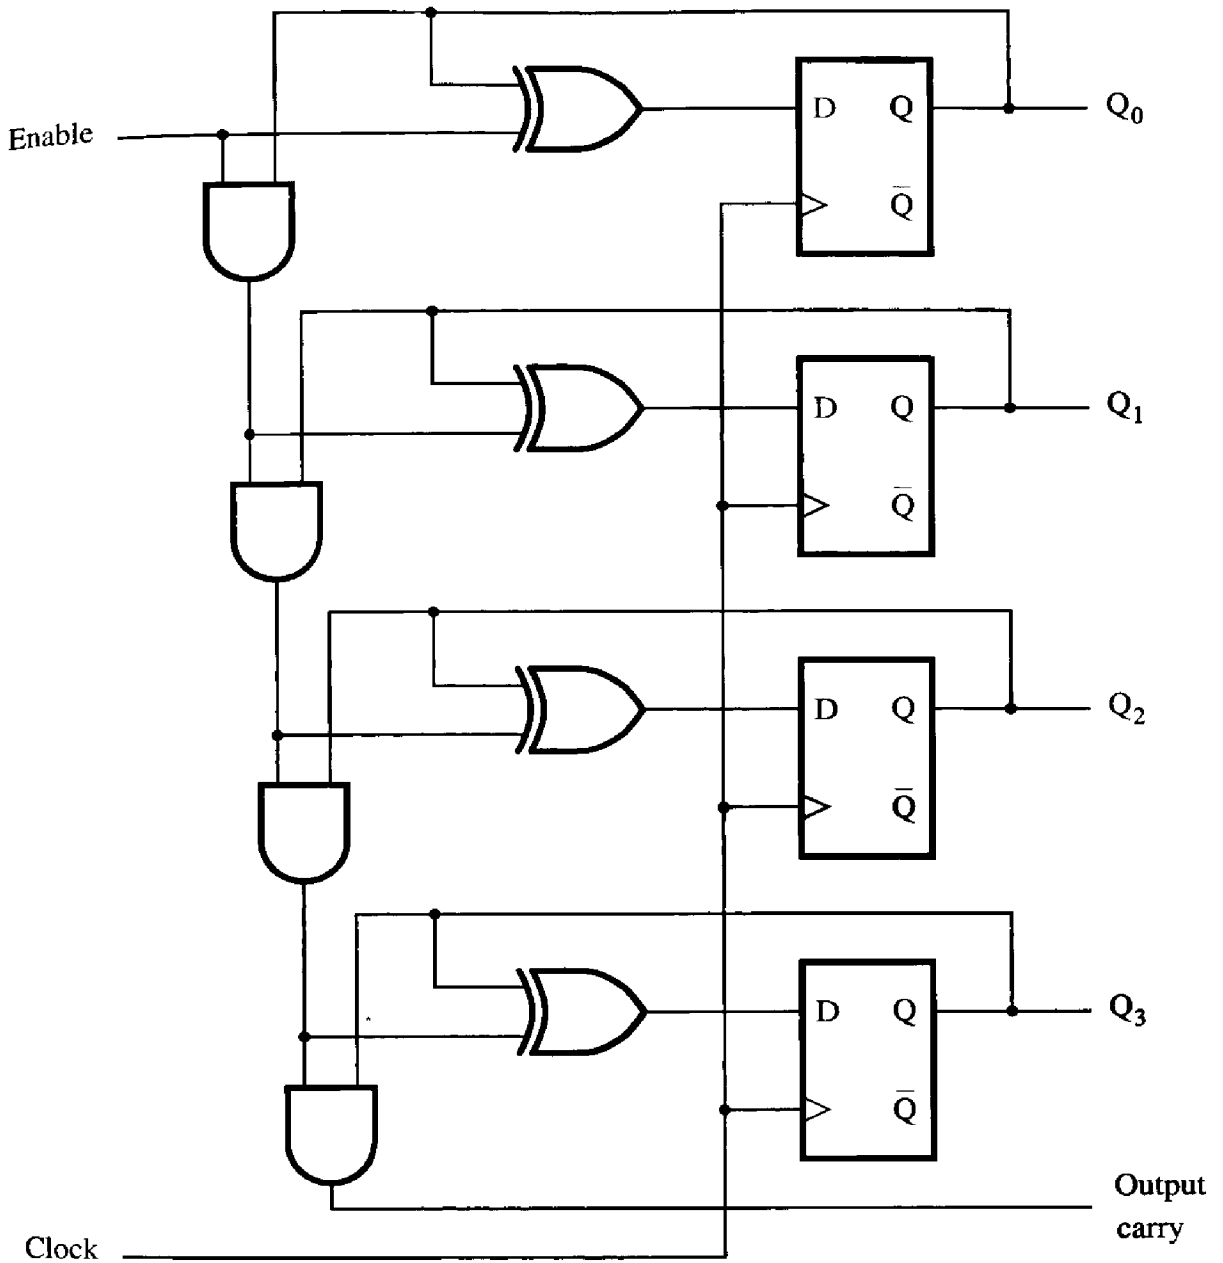 Enable
D Q Q₀
Q̄
D Q Q₁
Q̄
D Q Q₂
Q̄
D Q Q₃
Q̄
Output
carry
Clock